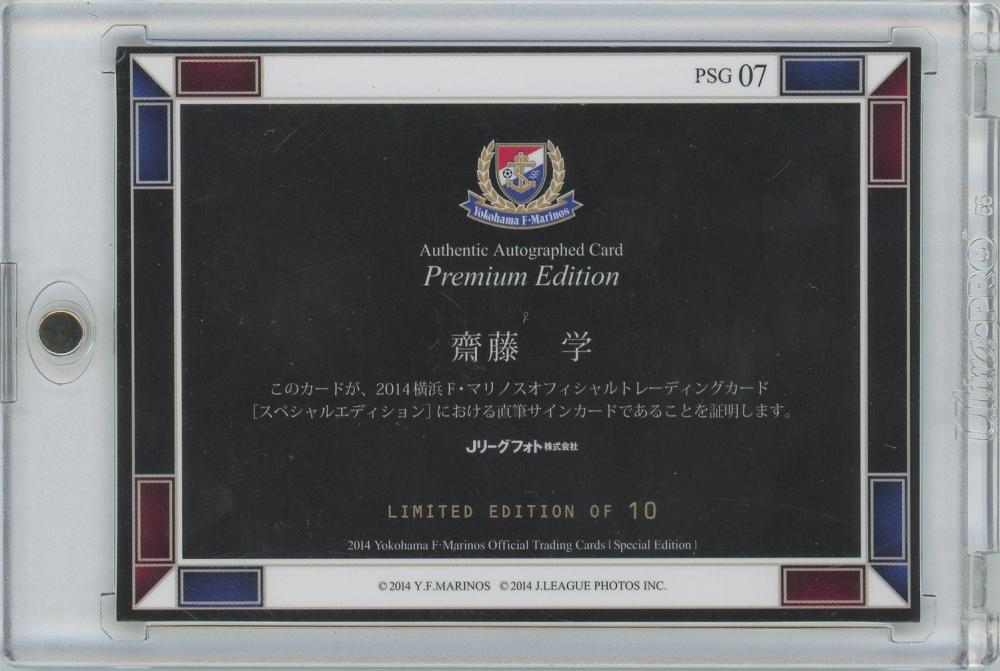 PSG 07
Yokohama F·Marinos
Authentic Autographed Card
Premium Edition
齋藤　学
このカードが、2014横浜F・マリノスオフィシャルトレーディングカード
[スペシャルエディション]における直筆サインカードであることを証明します。
Jリーグフォト株式会社
LIMITED EDITION OF 10
2014 Yokohama F·Marinos Official Trading Cards [Special Edition]
©2014 Y.F.MARINOS ©2014 J.LEAGUE PHOTOS INC.